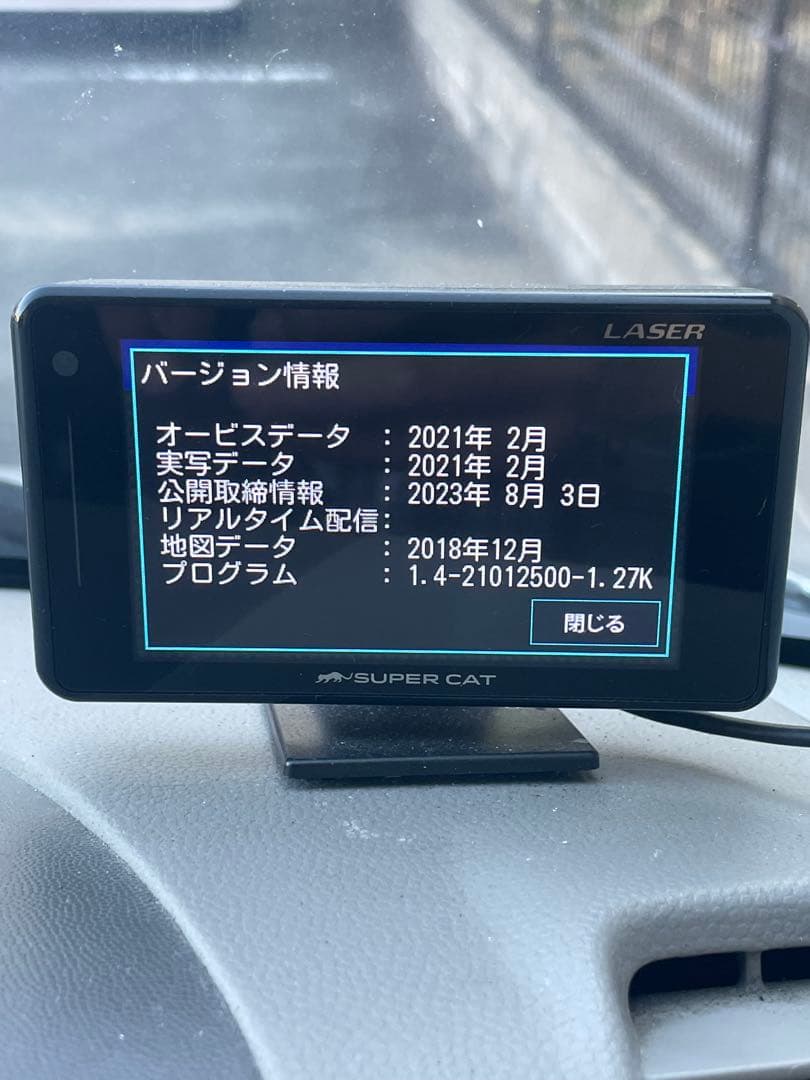 LASER
バージョン情報
オービスデータ : 2021年 2月
実写データ : 2021年 2月
公開取締情報 : 2023年 8月 3日
リアルタイム配信:
地図データ : 2018年12月
プログラム : 1.4-21012500-1.27K
閉じる
SUPER CAT